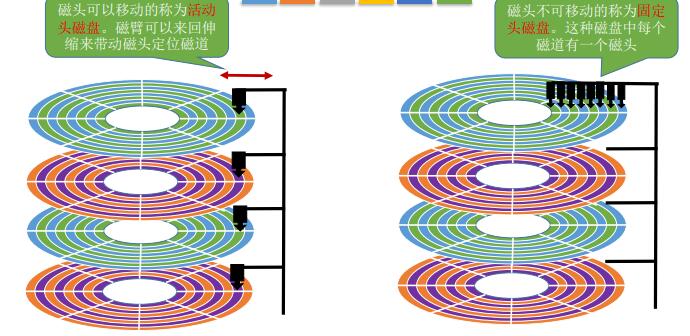 磁头可以移动的称为活动
头磁盘。磁臂可以来回伸
缩来带动磁头定位磁道
磁头不可移动的称为固定
头磁盘。这种磁盘中每个
磁道有一个磁头